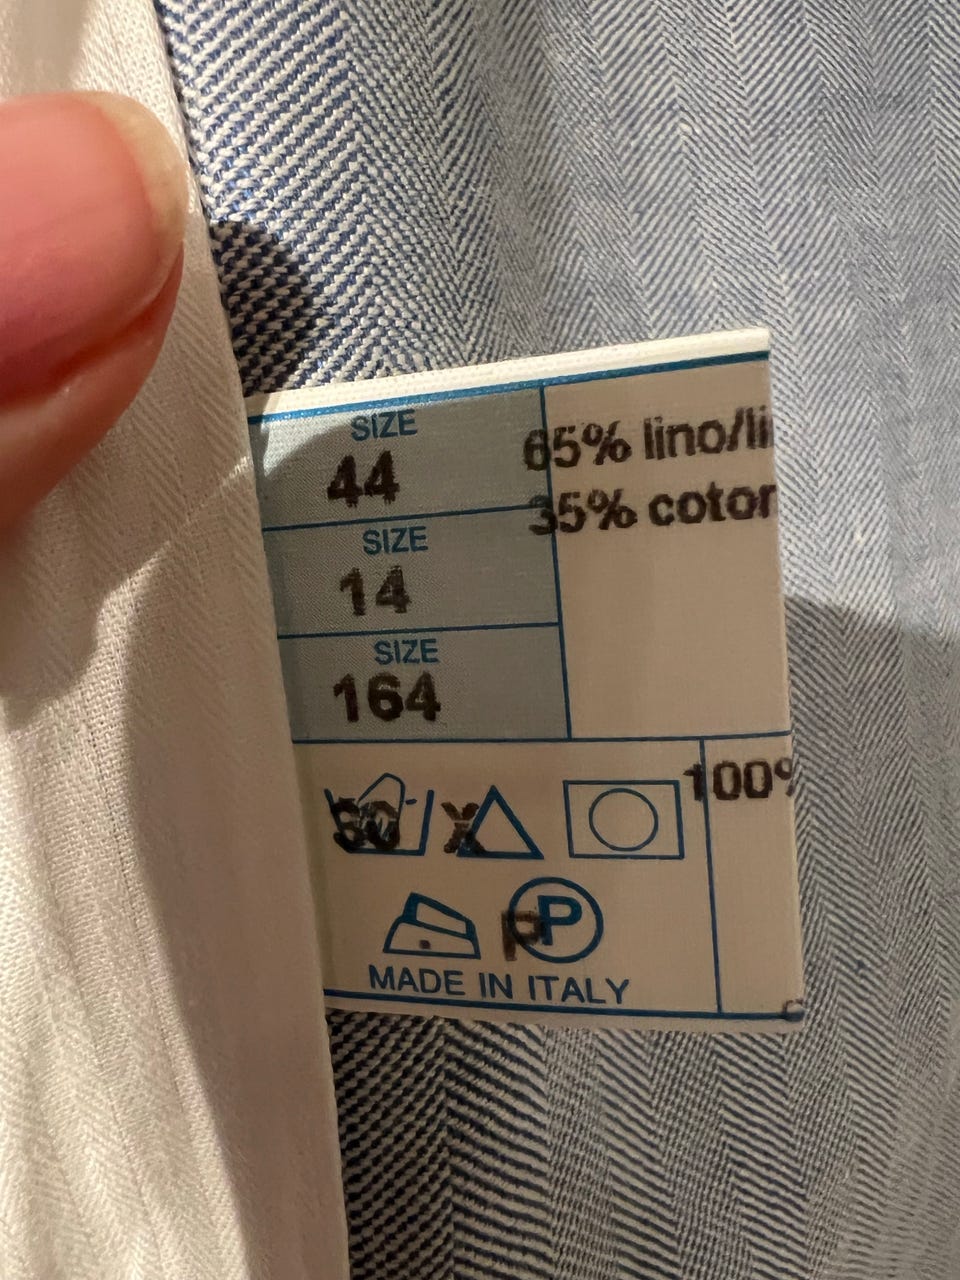 SIZE
44
SIZE
14
SIZE
164
65% lino/li
35% coton
100%
X
P P
MADE IN ITALY